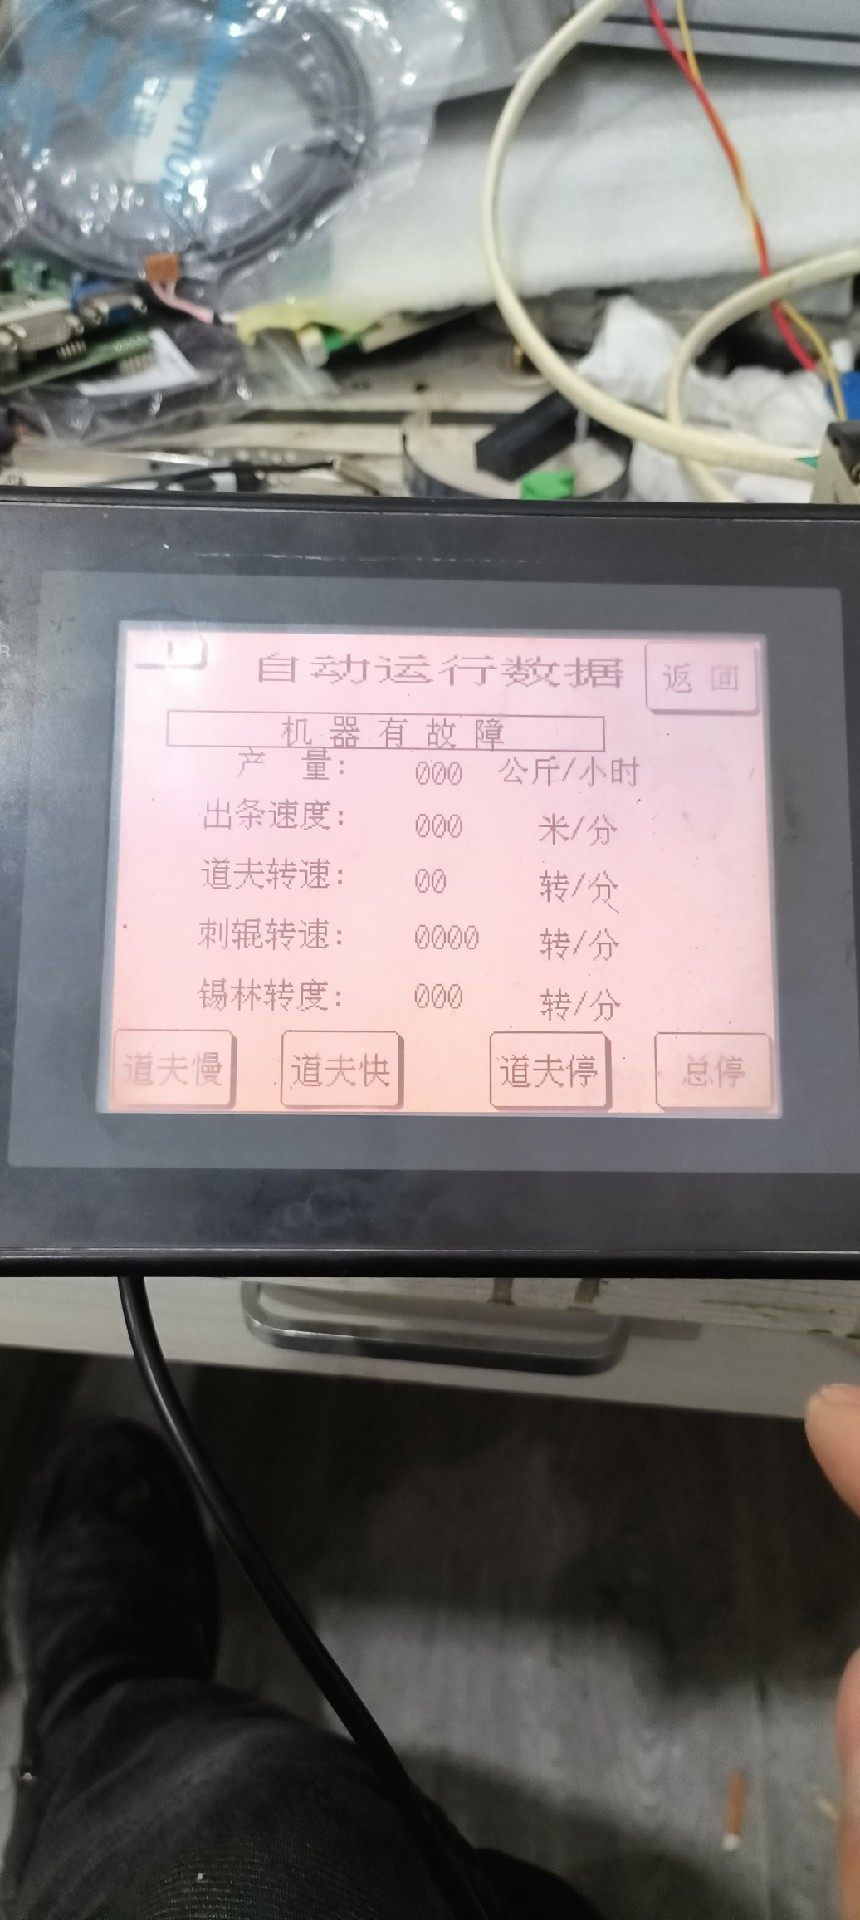 自动运行数据
返 回
机器有故障
产 量： 000 公斤/小时
出条速度： 000 米/分
道夫转速： 00 转/分
刺辊转速： 0000 转/分
锡林转度： 000 转/分
道夫慢 道夫快 道夫停 总停